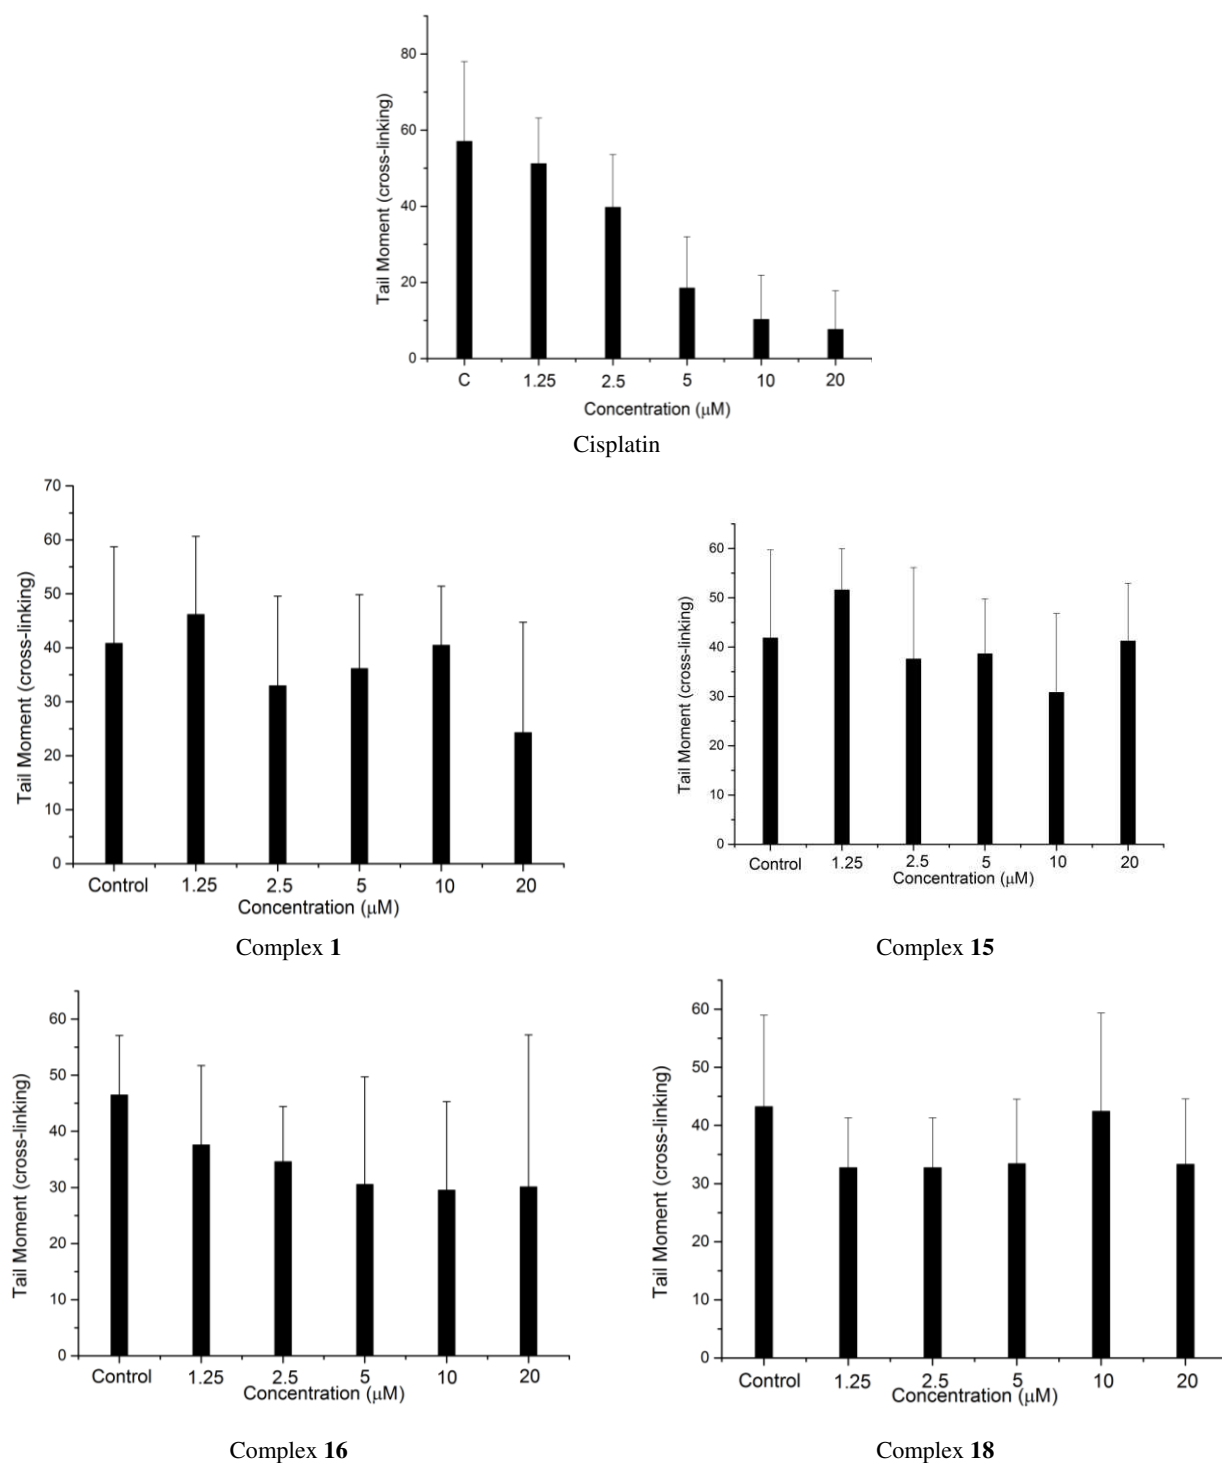 Tail Moment (cross-linking)
80
60
40
20
0
C 1.25 2.5 5 10 20
Concentration (μM)
Cisplatin
Tail Moment (cross-linking)
70
60
50
40
30
20
10
0
Control 1.25 2.5 5 10 20
Concentration (μM)
Complex 1
Tail Moment (cross-linking)
60
50
40
30
20
10
0
Control 1.25 2.5 5 10 20
Concentration (μM)
Complex 15
Tail Moment (cross-linking)
60
50
40
30
20
10
0
Control 1.25 2.5 5 10 20
Concentration (μM)
Complex 16
Tail Moment (cross-linking)
60
50
40
30
20
10
0
Control 1.25 2.5 5 10 20
Concentration (μM)
Complex 18